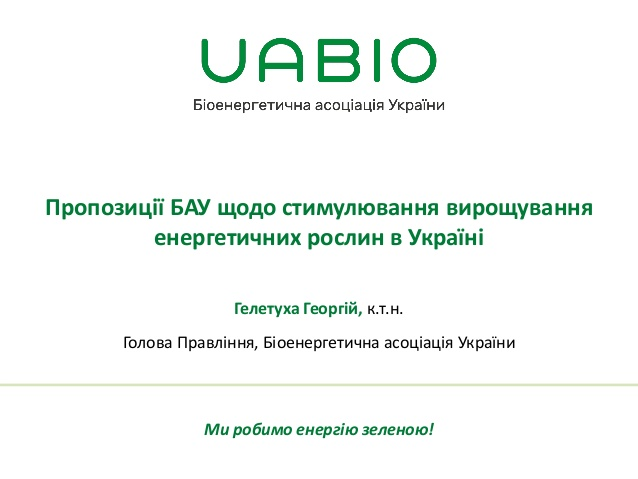 UABIO
Біоенергетична асоціація України
Пропозиції БАУ щодо стимулювання вирощування
енергетичних рослин в Україні
Гелетуха Георгій, к.т.н.
Голова Правління, Біоенергетична асоціація України
Ми робимо енергію зеленою!